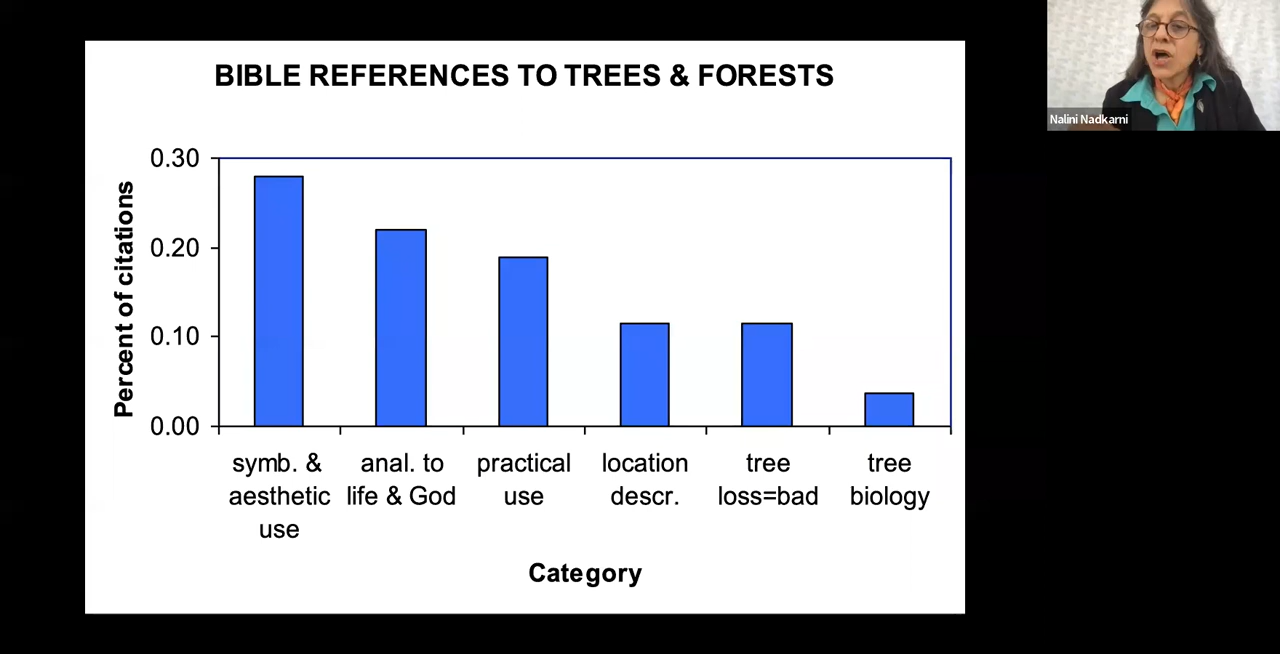 BIBLE REFERENCES TO TREES & FORESTS
Nalini Nadkarni
Percent of citations
0.30
0.20
0.10
0.00
symb. &
aesthetic
use
anal. to
life & God
practical
use
location
descr.
tree
loss=bad
tree
biology
Category